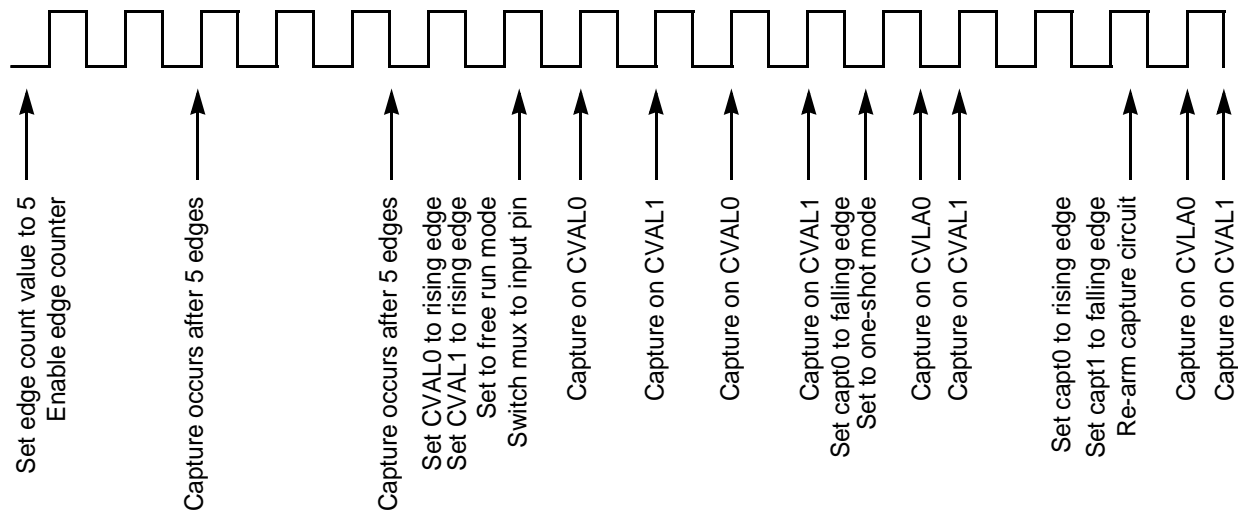 Set edge count value to 5
Enable edge counter
Capture occurs after 5 edges
Capture occurs after 5 edges
Set CVAL0 to rising edge
Set CVAL1 to rising edge
Set to free run mode
Switch mux to input pin
Capture on CVAL0
Capture on CVAL1
Capture on CVAL0
Capture on CVAL1
Set capt0 to falling edge
Set to one-shot mode
Capture on CVLA0
Capture on CVAL1
Set capt0 to rising edge
Set capt1 to falling edge
Re-arm capture circuit
Capture on CVLA0
Capture on CVAL1